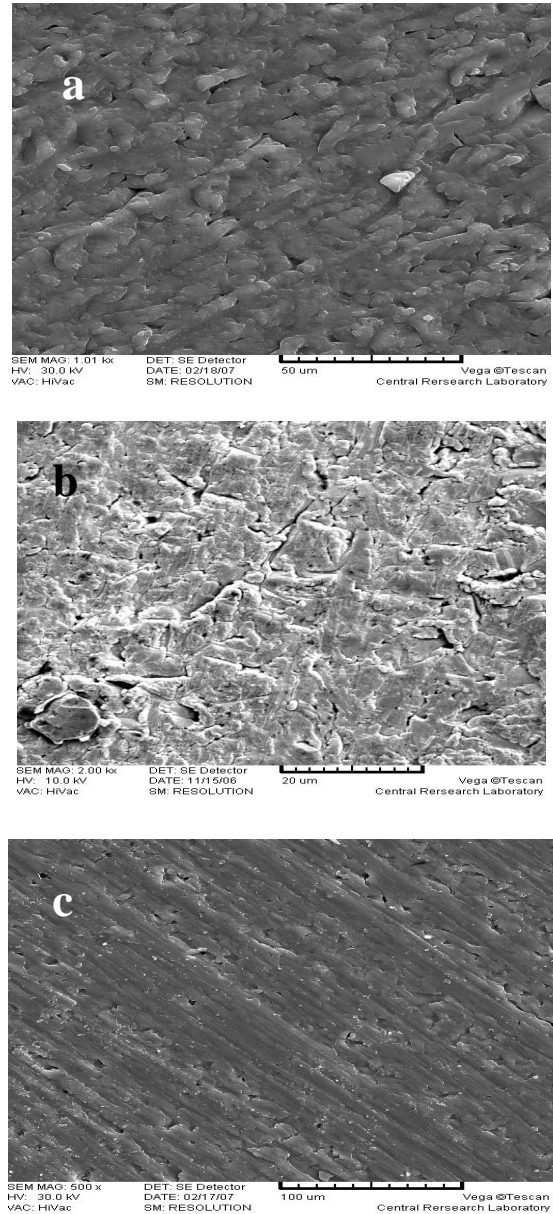 a
SEM MAG: 1.01 kx DET: SE Detector
HV: 30.0 kV DATE: 02/18/07 50 um Vega ©Tescan
VAC: HiVac SM: RESOLUTION Central Rersearch Laboratory
b
SEM MAG: 2.00 kx DET: SE Detector
HV: 10.0 kV DATE: 11/15/06 20 um Vega ©Tescan
VAC: HiVac SM: RESOLUTION Central Rersearch Laboratory
c
SEM MAG: 500 x DET: SE Detector
HV: 30.0 kV DATE: 02/17/07 100 um Vega ©Tescan
VAC: HiVac SM: RESOLUTION Central Rersearch Laboratory